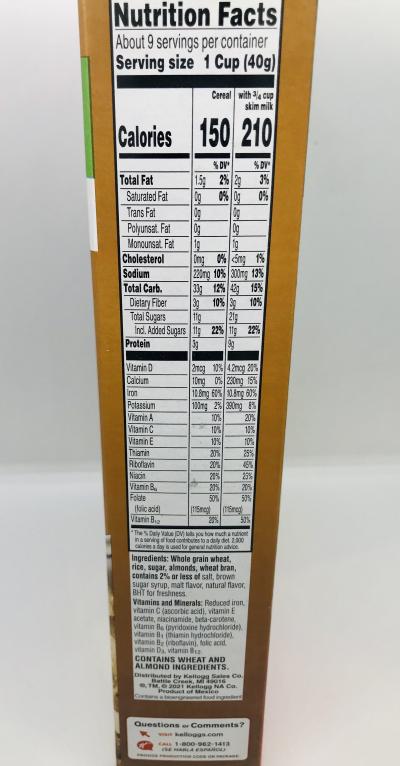 Nutrition Facts
About 9 servings per container
Serving size 1 Cup (40g)
Cereal with 3/4 cup skim milk
Calories 150 210
% DV* % DV*
Total Fat 1.5g 2% 2g 3%
Saturated Fat 0g 0% 0g 0%
Trans Fat 0g 0g
Polyunsat. Fat 0g 0g
Monounsat. Fat 1g 1g
Cholesterol 0mg 0% <5mg 1%
Sodium 220mg 10% 300mg 13%
Total Carb. 33g 12% 42g 15%
Dietary Fiber 3g 10% 3g 10%
Total Sugars 11g 21g
Incl. Added Sugars 11g 22% 11g 22%
Protein 3g 9g
Vitamin D 2mcg 10% 4.2mcg 20%
Calcium 10mg 0% 230mg 15%
Iron 10.8mg 60% 10.8mg 60%
Potassium 100mg 2% 390mg 8%
Vitamin A 10% 20%
Vitamin C 10% 10%
Vitamin E 10% 10%
Thiamin 20% 25%
Riboflavin 20% 45%
Niacin 20% 25%
Vitamin B6 20% 20%
Folate 50% 50%
(folic acid) (115mcg) (115mcg)
Vitamin B12 20% 50%
* The % Daily Value (DV) tells you how much a nutrient
in a serving of food contributes to a daily diet. 2,000
calories a day is used for general nutrition advice.
Ingredients: Whole grain wheat,
rice, sugar, almonds, wheat bran,
contains 2% or less of salt, brown
sugar syrup, malt flavor, natural flavor,
BHT for freshness.
Vitamins and Minerals: Reduced iron,
vitamin C (ascorbic acid), vitamin E
acetate, niacinamide, beta-carotene,
vitamin B6 (pyridoxine hydrochloride),
vitamin B1 (thiamin hydrochloride),
vitamin B2 (riboflavin), folic acid,
vitamin D3, vitamin B12.
CONTAINS WHEAT AND
ALMOND INGREDIENTS.
Distributed by Kellogg Sales Co.
Battle Creek, MI 49016
®, TM, © 2021 Kellogg NA Co.
Product of Mexico
Contains a bioengineered food ingredient
Questions or Comments?
VISIT kelloggs.com
CALL 1-800-962-1413
(SE HABLA ESPAÑOL)
PROVIDE PRODUCTION CODE ON PACKAGE.